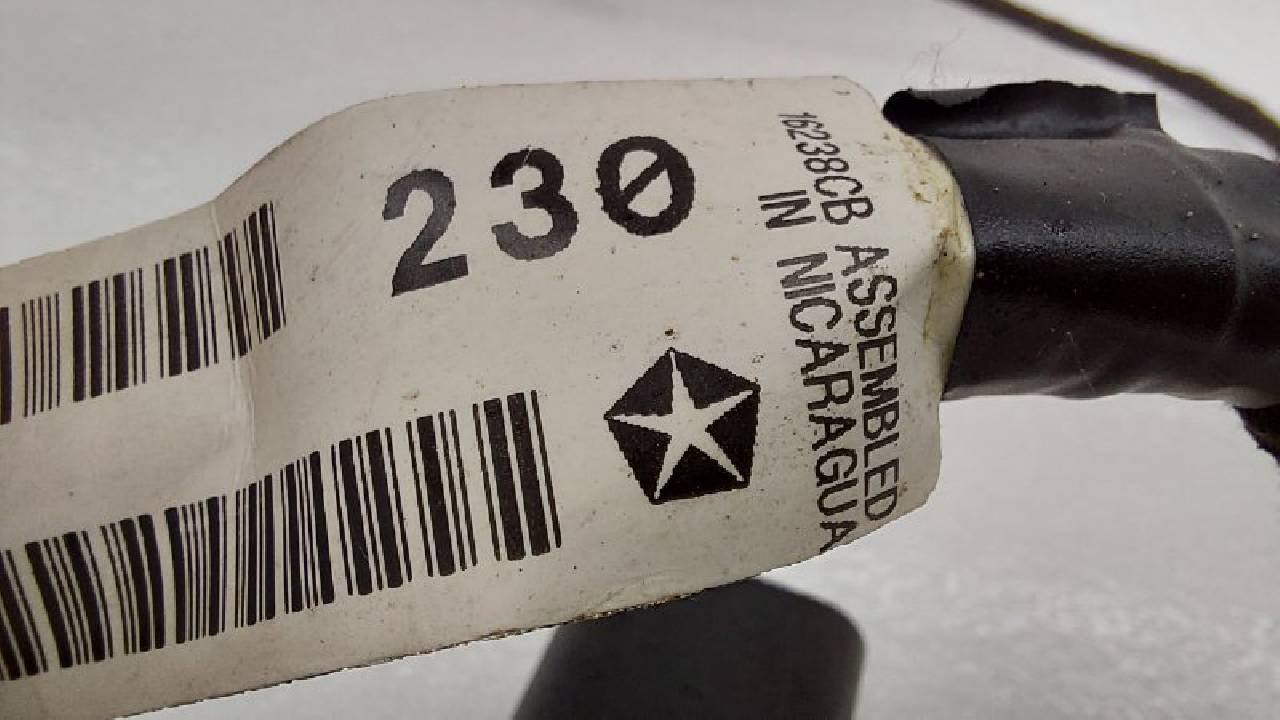 230
16238CB ASSEMBLED
IN NICARAGUA